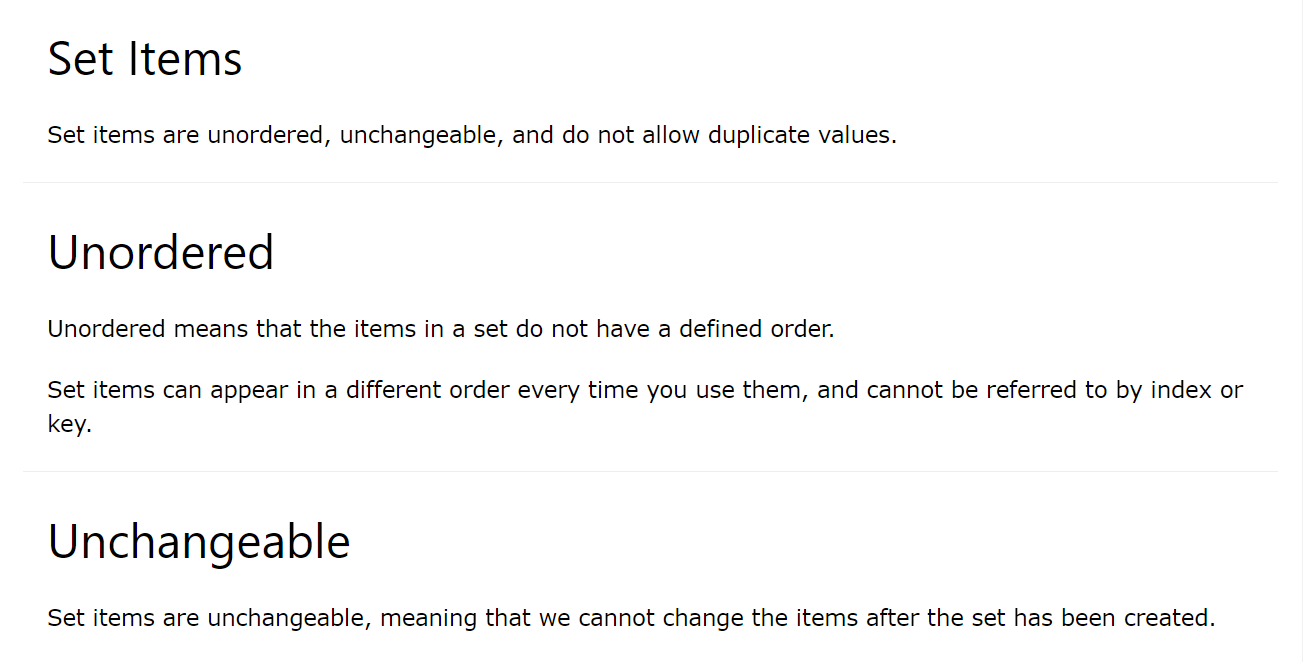 Set Items
Set items are unordered, unchangeable, and do not allow duplicate values.
Unordered
Unordered means that the items in a set do not have a defined order.
Set items can appear in a different order every time you use them, and cannot be referred to by index or
key.
Unchangeable
Set items are unchangeable, meaning that we cannot change the items after the set has been created.